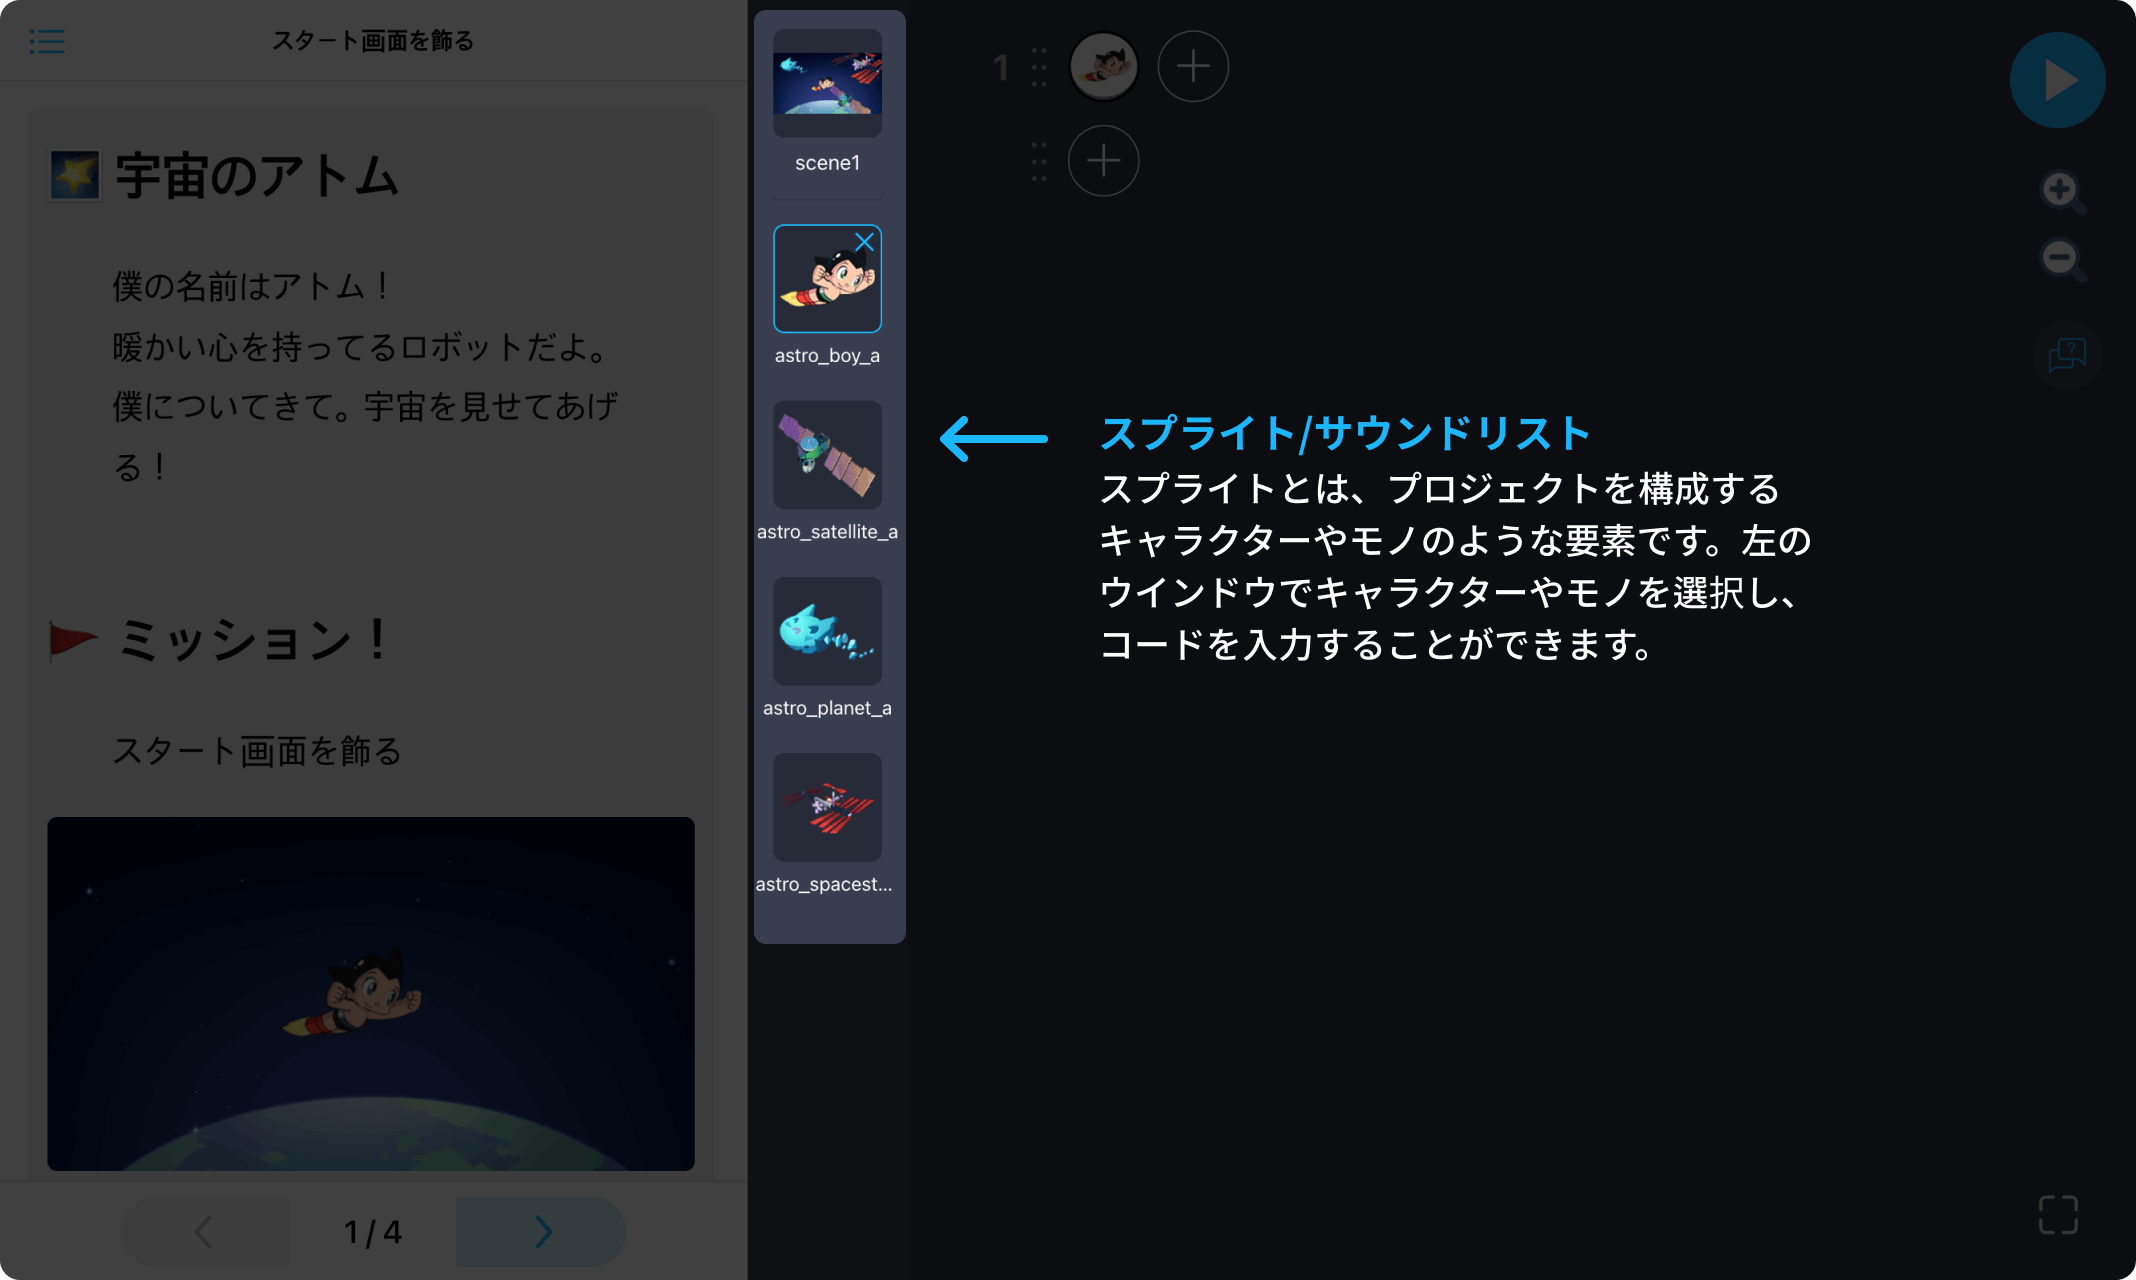 スタート画面を飾る
宇宙のアトム
僕の名前はアトム！
暖かい心を持ってるロボットだよ。
僕についてきて。宇宙を見せてあげ
る！
ミッション！
スタート画面を飾る
1 / 4
scene1
astro_boy_a
astro_satellite_a
astro_planet_a
astro_spacest...
1
スプライト/サウンドリスト
スプライトとは、プロジェクトを構成する
キャラクターやモノのような要素です。左の
ウインドウでキャラクターやモノを選択し、
コードを入力することができます。